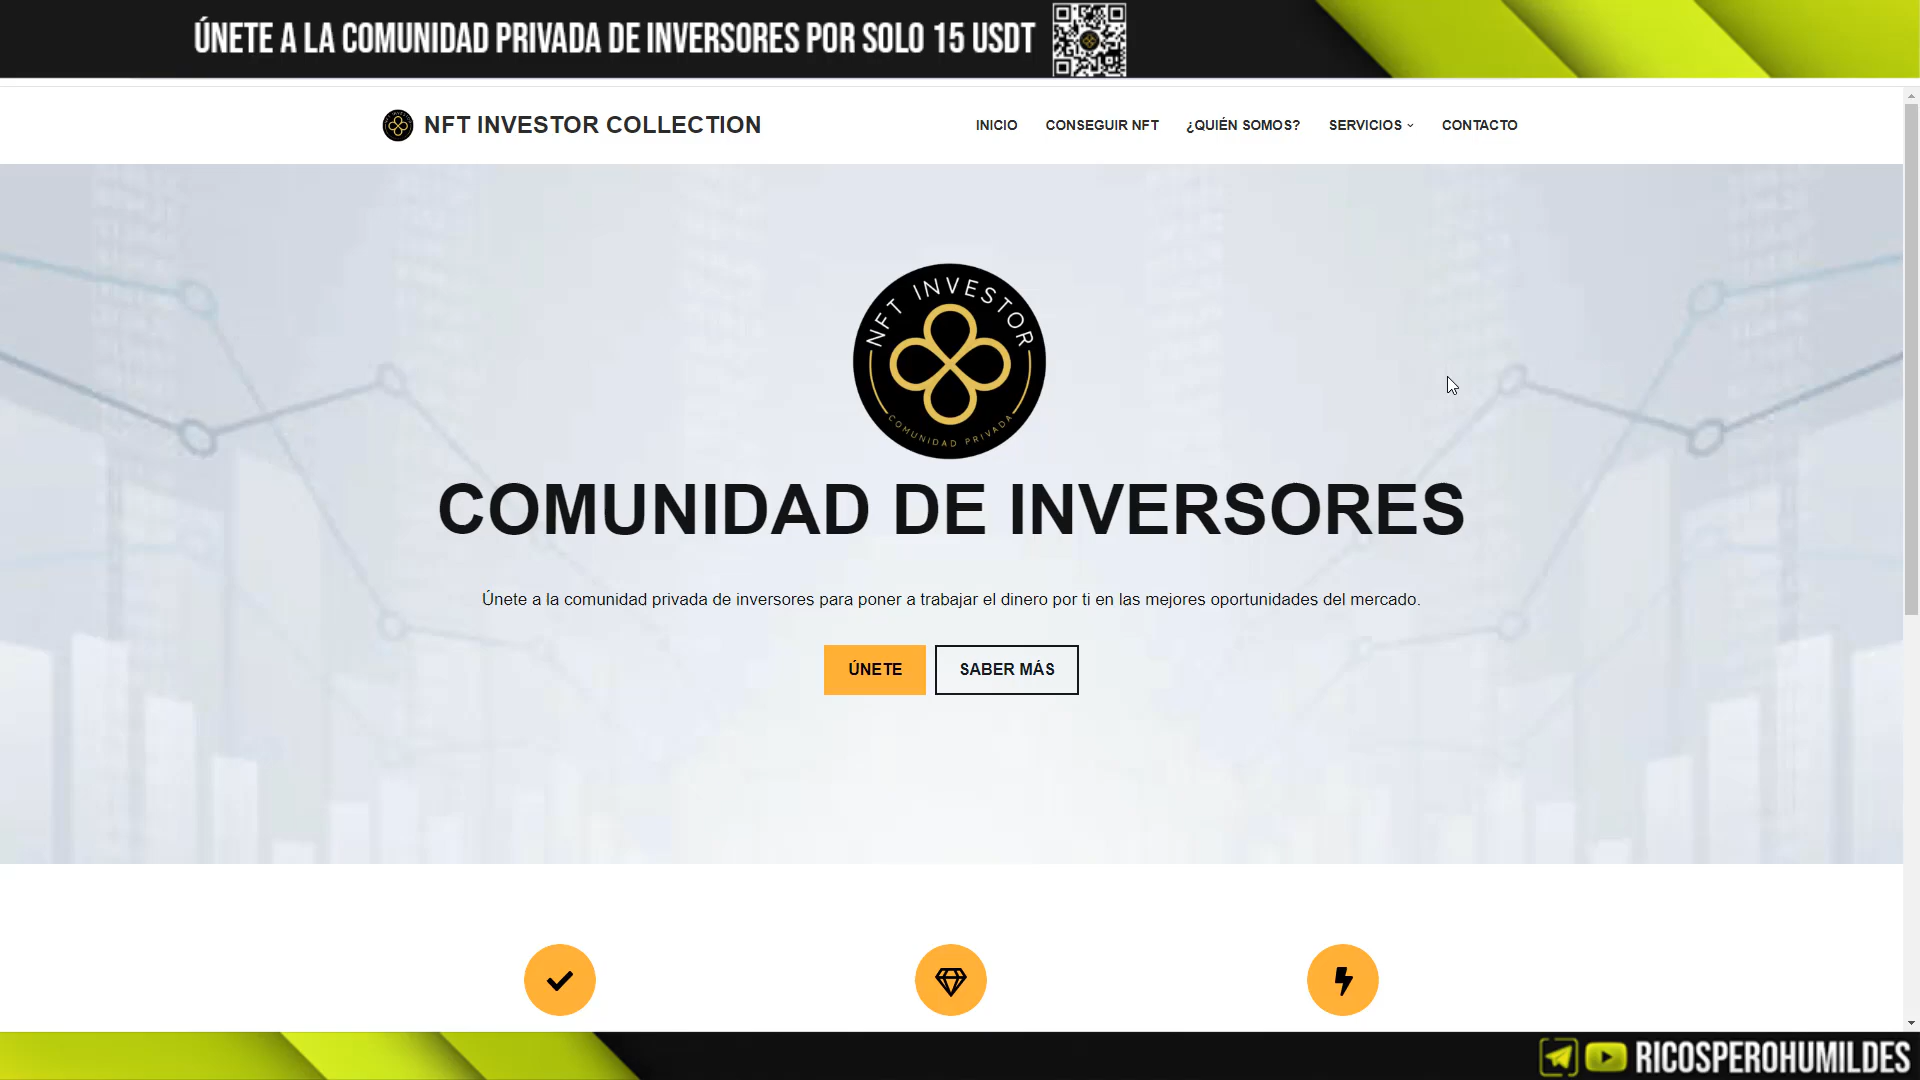 ÚNETE A LA COMUNIDAD PRIVADA DE INVERSORES POR SOLO 15 USDT
NFT INVESTOR COLLECTION
INICIO CONSEGUIR NFT ¿QUIÉN SOMOS? SERVICIOS CONTACTO
NFT INVESTOR
COMUNIDAD PRIVADA
COMUNIDAD DE INVERSORES
Únete a la comunidad privada de inversores para poner a trabajar el dinero por ti en las mejores oportunidades del mercado.
ÚNETE SABER MÁS
RICOSPEROHUMILDES